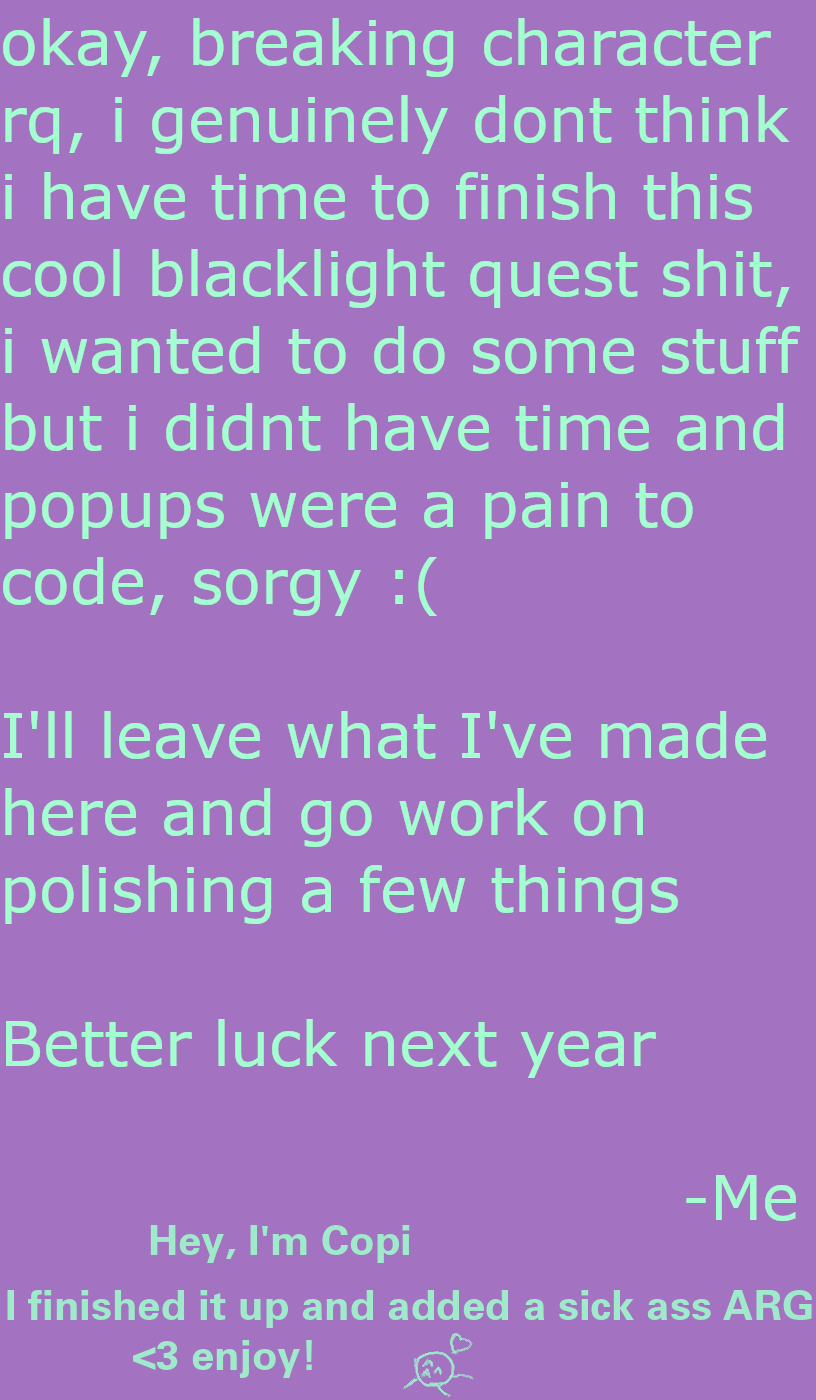 okay, breaking character
rq, i genuinely dont think
i have time to finish this
cool blacklight quest shit,
i wanted to do some stuff
but i didnt have time and
popups were a pain to
code, sorgy :(
I'll leave what I've made
here and go work on
polishing a few things
Better luck next year
-Me
Hey, I'm Copi
I finished it up and added a sick ass ARG
<3 enjoy!